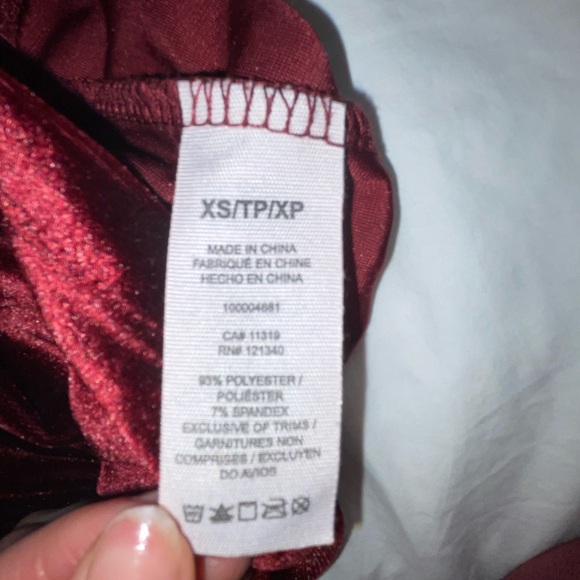 XS/TP/XP
MADE IN CHINA
FABRIQUÉ EN CHINE
HECHO EN CHINA
100004681
CA# 11319
RN# 121340
93% POLYESTER /
POLIÉSTER
7% SPANDEX
EXCLUSIVE OF TRIMS /
GARNITURES NON
COMPRISES / EXCLUYEN
DO AVIOS